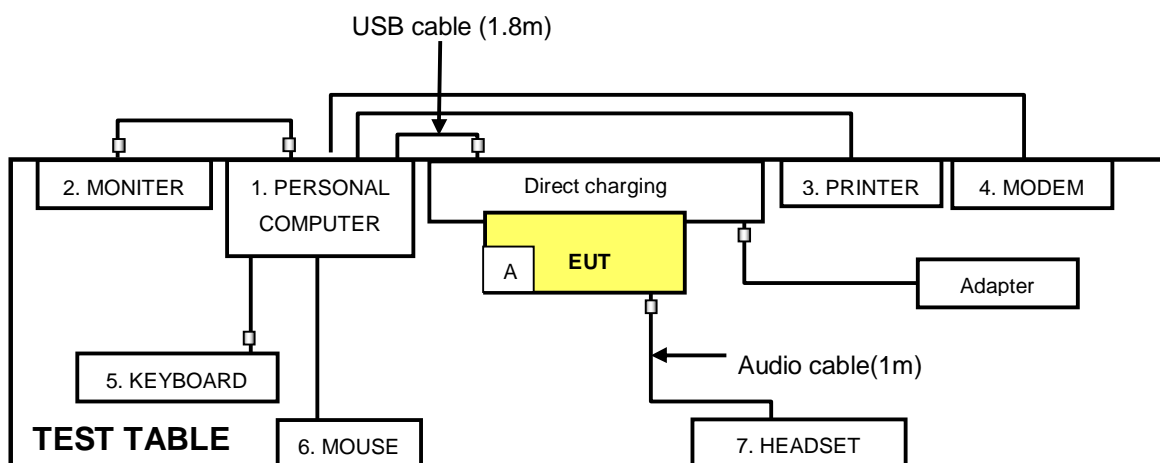 USB cable (1.8m)
2. MONITER
1. PERSONAL
COMPUTER
Direct charging
3. PRINTER
4. MODEM
A
EUT
Adapter
5. KEYBOARD
Audio cable(1m)
TEST TABLE
6. MOUSE
7. HEADSET